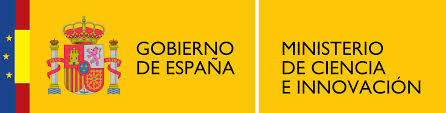 GOBIERNO
DE ESPAÑA
MINISTERIO
DE CIENCIA
E INNOVACIÓN